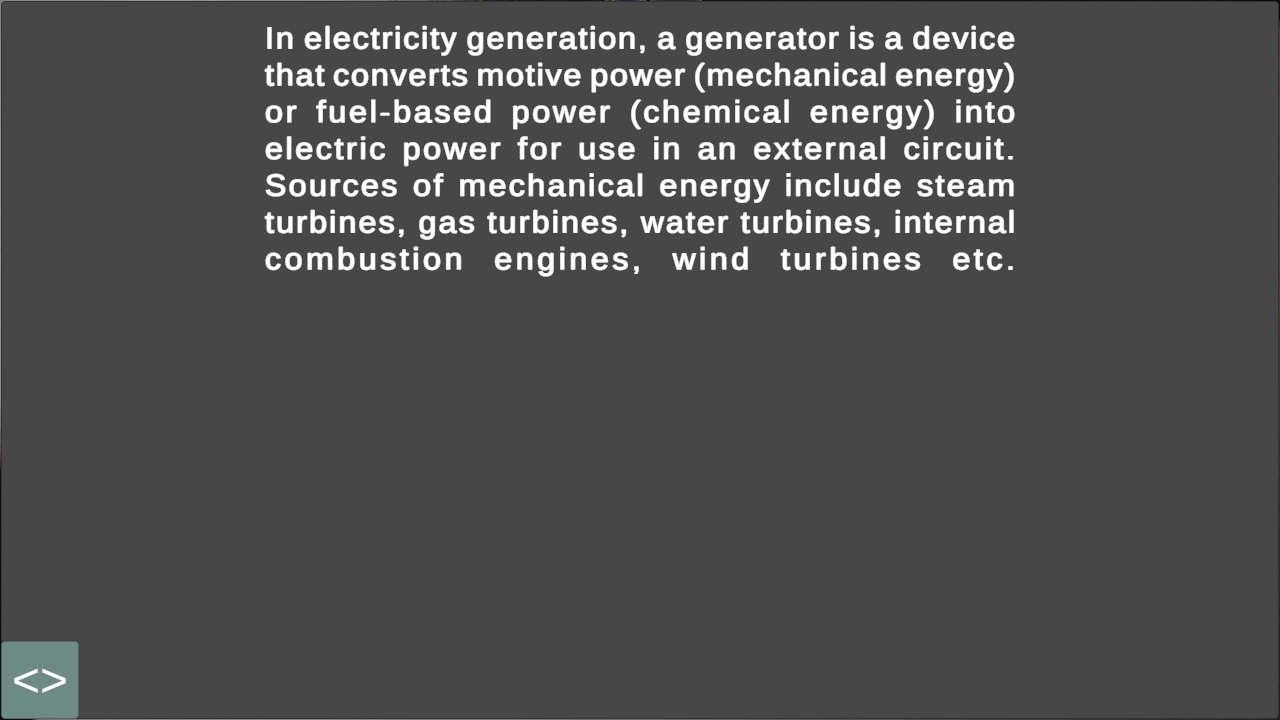 In electricity generation, a generator is a device
that converts motive power (mechanical energy)
or fuel-based power (chemical energy) into
electric power for use in an external circuit.
Sources of mechanical energy include steam
turbines, gas turbines, water turbines, internal
combustion engines, wind turbines etc.
<>